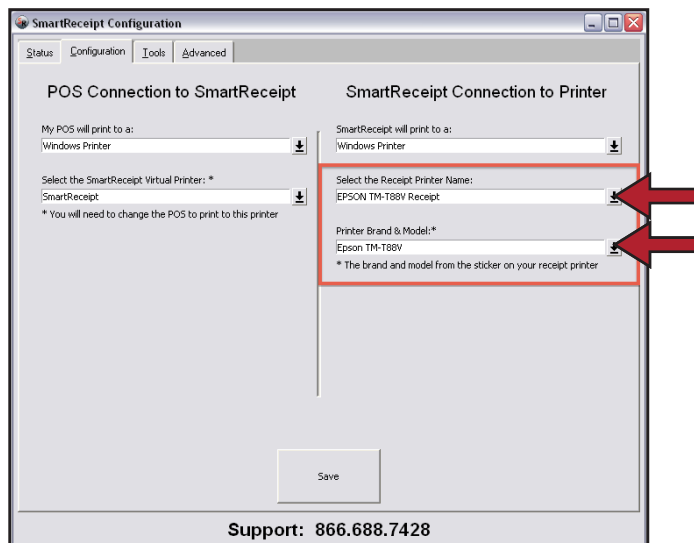 SmartReceipt Configuration
Status Configuration Tools Advanced
POS Connection to SmartReceipt
My POS will print to a:
Windows Printer
Select the SmartReceipt Virtual Printer: *
SmartReceipt
* You will need to change the POS to print to this printer
SmartReceipt Connection to Printer
SmartReceipt will print to a:
Windows Printer
Select the Receipt Printer Name:
EPSON TM-T88V Receipt
Printer Brand & Model:*
Epson TM-T88V
* The brand and model from the sticker on your receipt printer
Save
Support: 866.688.7428